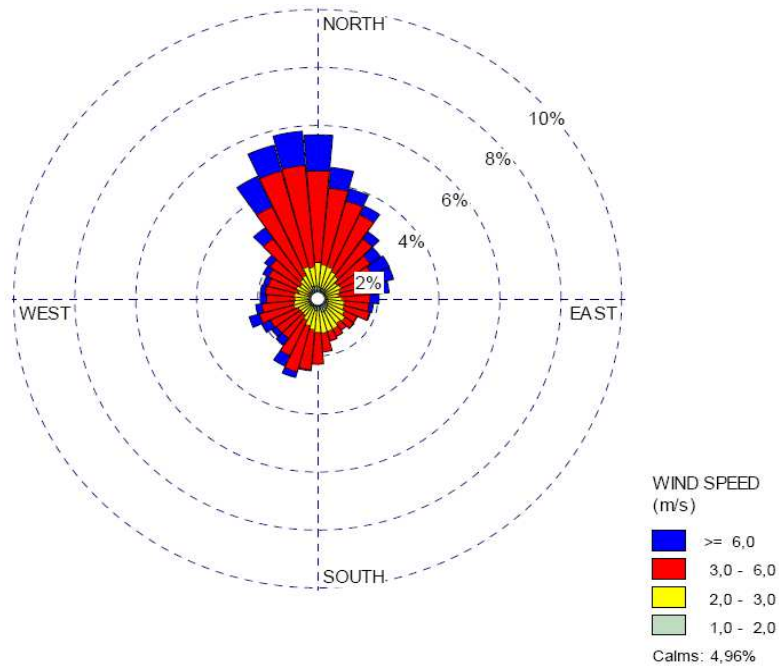 NORTH
10%
8%
6%
4%
2%
WEST
EAST
SOUTH
WIND SPEED
(m/s)
>= 6,0
3,0 - 6,0
2,0 - 3,0
1,0 - 2,0
Calms: 4,96%